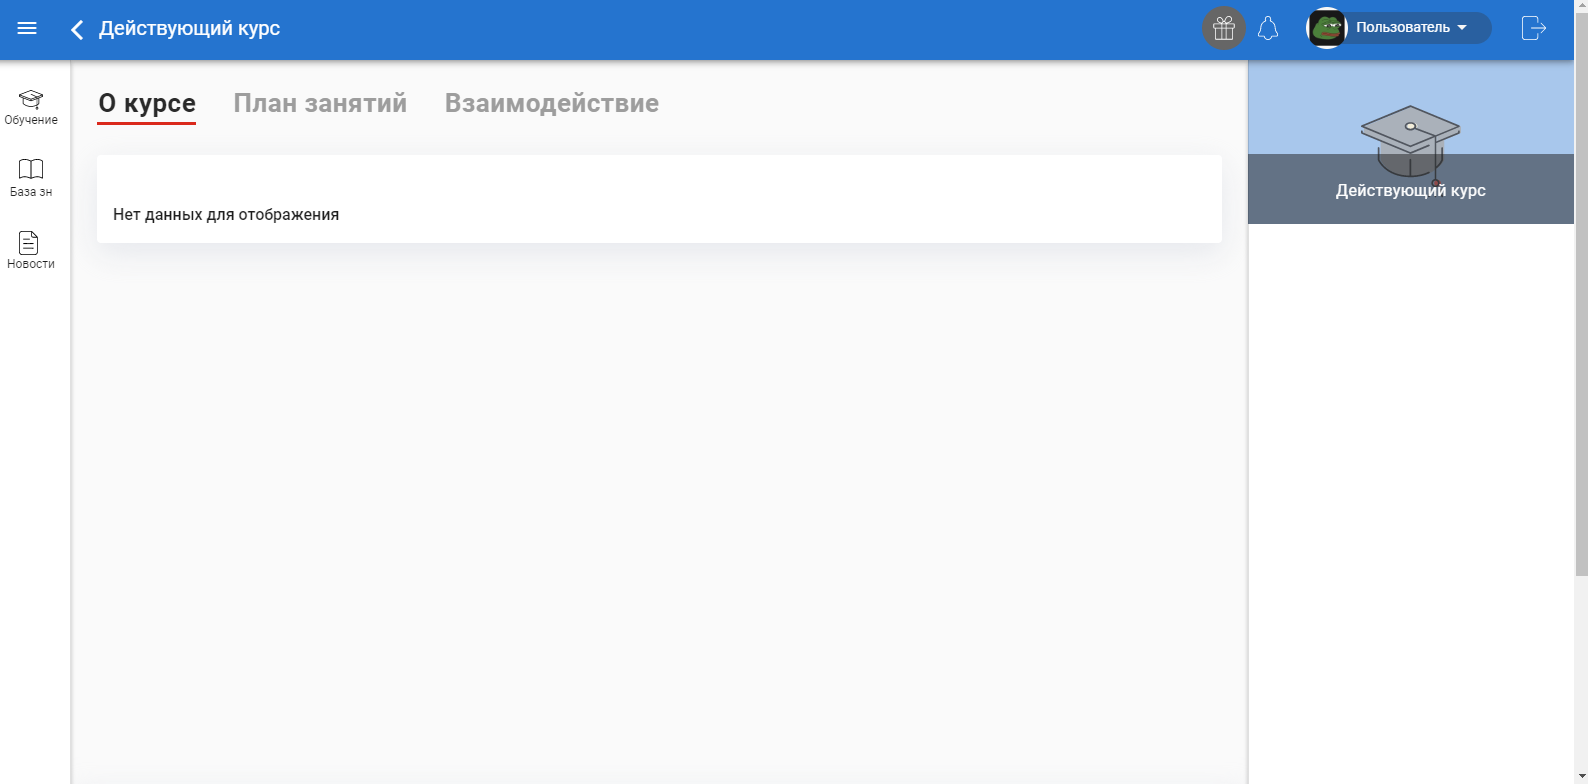 Действующий курс
Пользователь
Обучение
База зн
Новости
О курсе
План занятий
Взаимодействие
Нет данных для отображения
Действующий курс